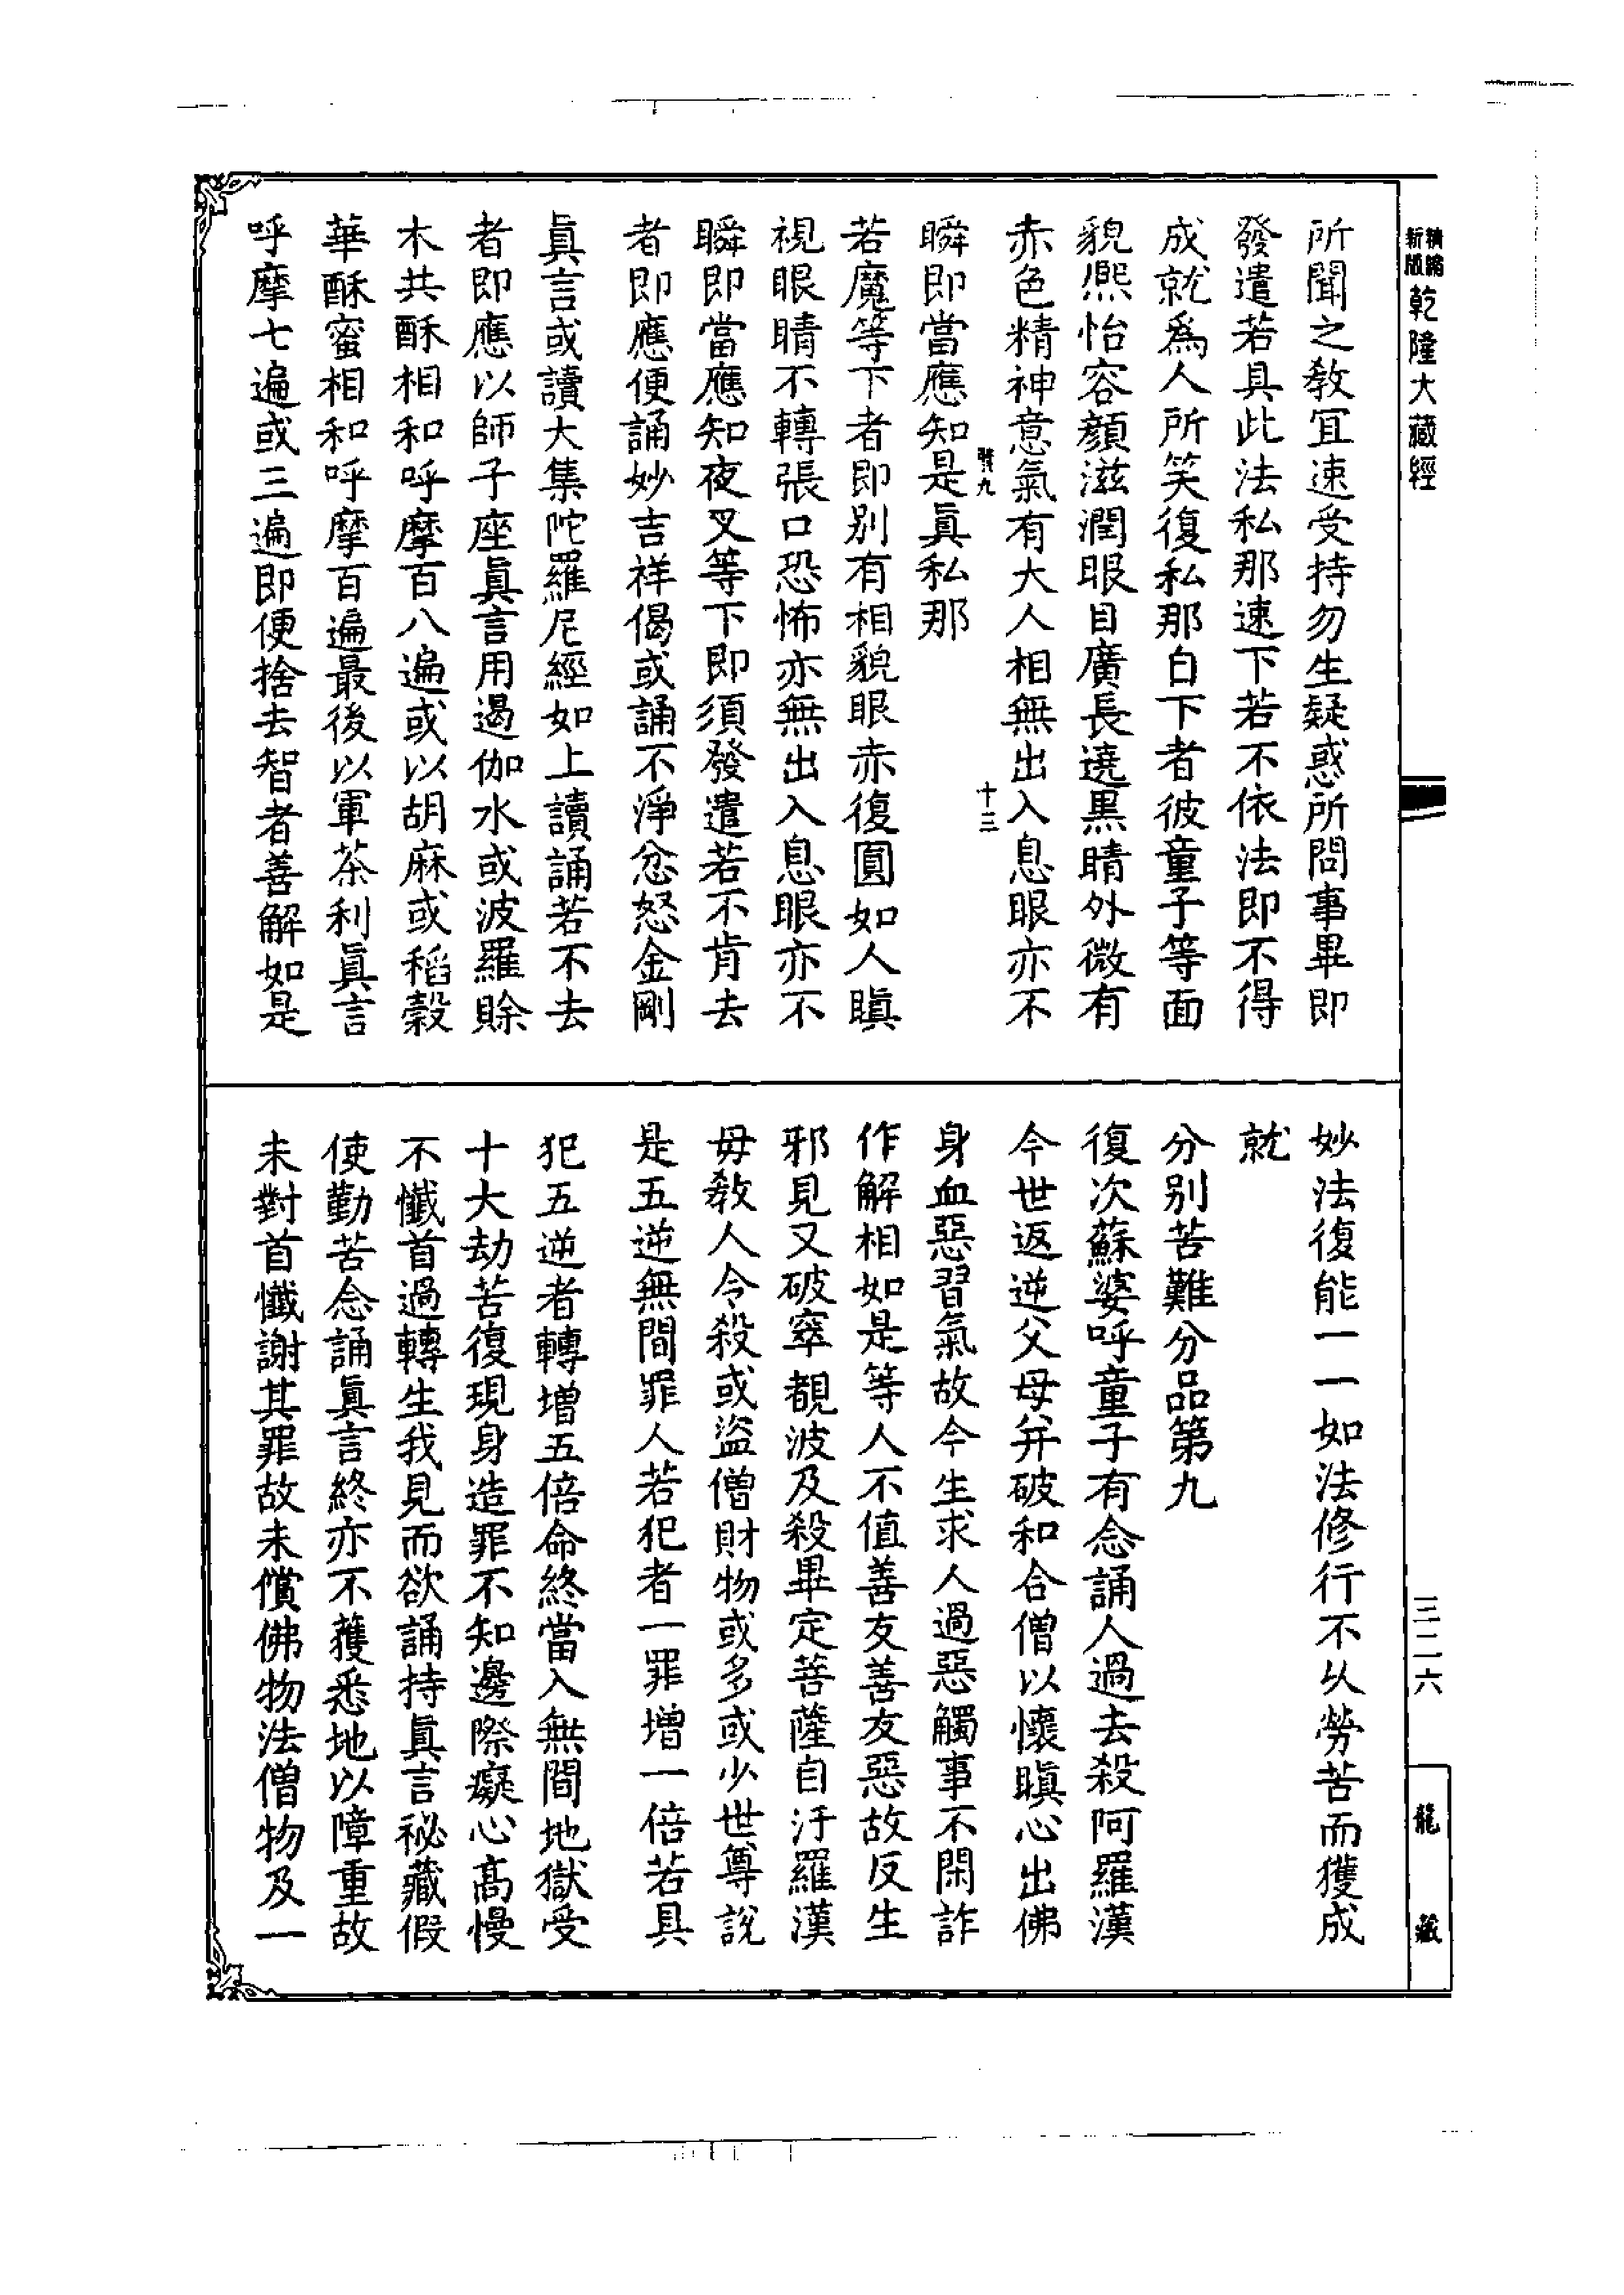 精縮
新版
乾隆大藏經
三二六
龍藏
所聞之敎宜速受持勿生疑惑所問事畢即
發遣若具此法私那速下若不依法即不得
成就爲人所笑復私那白下者彼童子等面
貌熈怡容顏滋潤眼目廣長遶黒睛外微有
赤色精神意氣有大人相無出入息眼亦不
九
十三
瞬即當應知是眞私那
若魔等下者即別有相貌眼赤復圓如人瞋
視眼睛不轉張口恐怖亦無出入息眼亦不
瞬即當應知夜叉等下即須發遣若不肯去
者即應便誦妙吉祥偈或誦不淨忿怒金剛
眞言或讀大集陀羅尼經如上讀誦若不去
者即應以師子座眞言用遏伽水或波羅賖
木共酥相和呼摩百八遍或以胡麻或稻穀
華酥蜜相和呼摩百遍最後以軍荼利眞言
呼摩七遍或三遍即便捨去智者善解如是
妙法復能一一如法修行不以勞苦而獲成
就
分別苦難分品第九
復次蘇婆呼童子有念誦人過去殺阿羅漢
今世返逆父母并破和合僧以懷瞋心出佛
身血惡習氣故今生求人過惡觸事不閑詐
作解相如是等人不值善友善友惡故反生
邪見又破窣覩波及殺畢定菩薩自汙羅漢
毋敎人令殺或盜僧財物或多或少世尊說
是五逆無間罪人若犯者一罪增一倍若具
犯五逆者轉增五倍命終當入無間地獄受
十大劫苦復現身造罪不知邊際癡心髙慢
不懺首過轉生我見而欲誦持眞言秘藏假
使勤苦念誦眞言終亦不獲悉地以障重故
未對首懺謝其罪故未償佛物法僧物及一